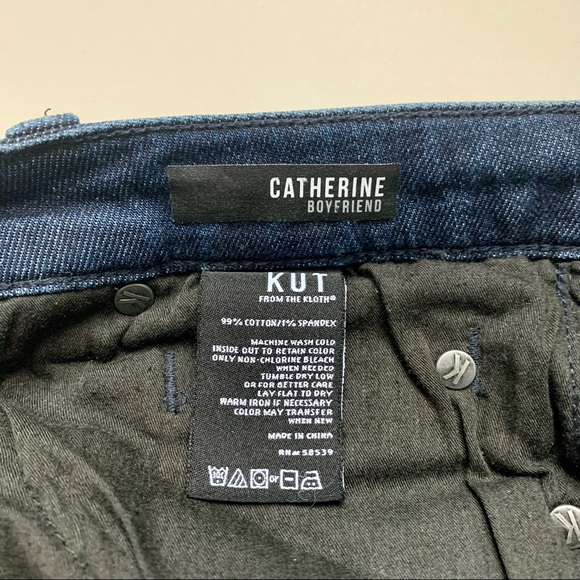 CATHERINE
BOYFRIEND
KUT
FROM THE KLOTH®
99% COTTON/1% SPANDEX
MACHINE WASH COLD
INSIDE OUT TO RETAIN COLOR
ONLY NON-CHLORINE BLEACH
WHEN NEEDED
TUMBLE DRY LOW
OR FOR BETTER CARE
LAY FLAT TO DRY
WARM IRON IF NECESSARY
COLOR MAY TRANSFER
WHEN NEW
MADE IN CHINA
RN# 58539
or